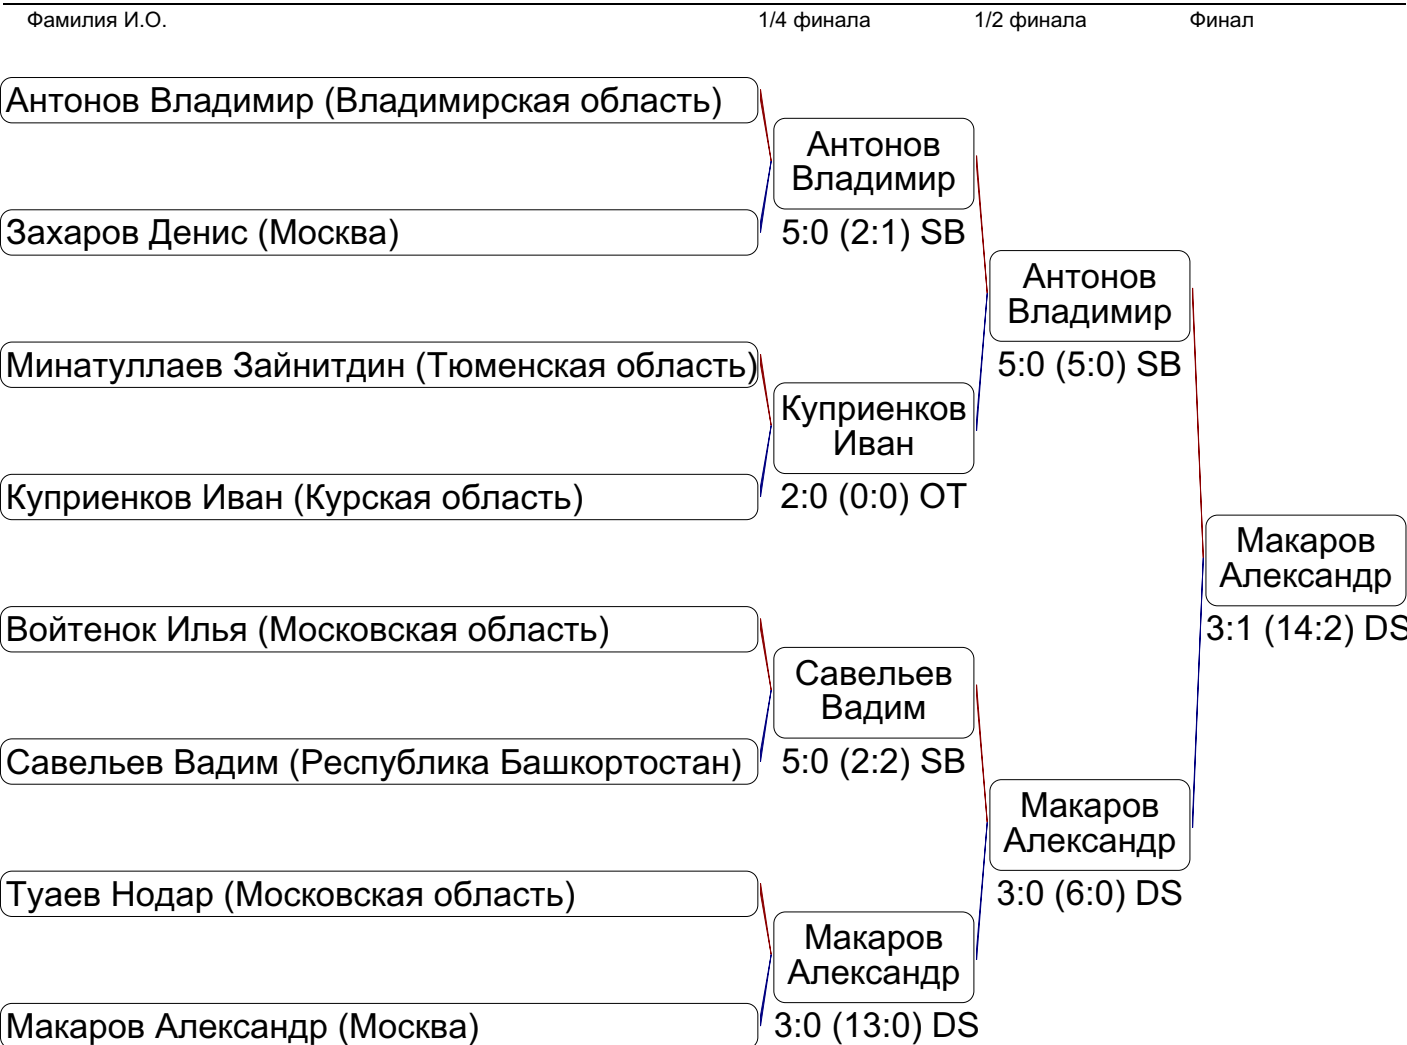 Фамилия И.О. 1/4 финала 1/2 финала Финал
Антонов Владимир (Владимирская область)
Антонов
Владимир
Захаров Денис (Москва)
5:0 (2:1) SB
Антонов
Владимир
Минатуллаев Зайнитдин (Тюменская область)
5:0 (5:0) SB
Куприенков
Иван
Куприенков Иван (Курская область)
2:0 (0:0) OT
Макаров
Александр
Войтенок Илья (Московская область)
3:1 (14:2) DS
Савельев
Вадим
Савельев Вадим (Республика Башкортостан)
5:0 (2:2) SB
Макаров
Александр
Туаев Нодар (Московская область)
3:0 (6:0) DS
Макаров
Александр
Макаров Александр (Москва)
3:0 (13:0) DS